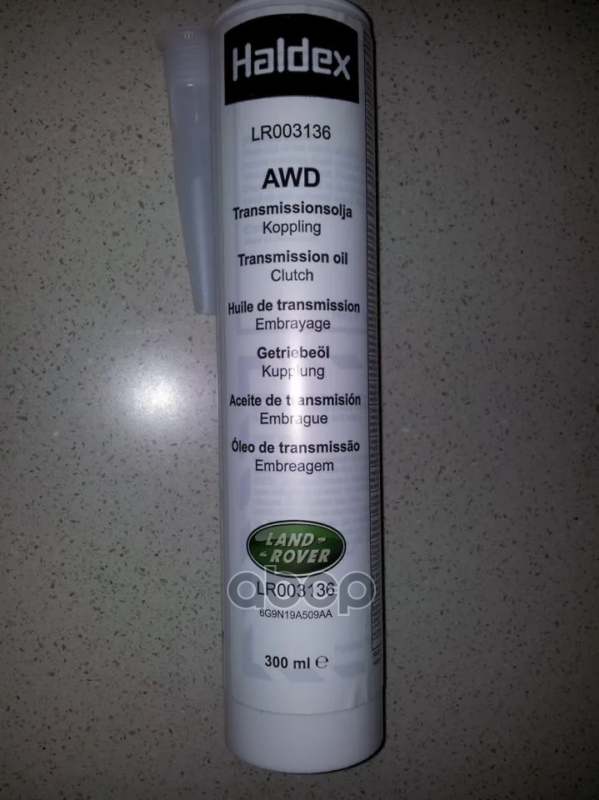 Haldex
LR003136
AWD
Transmissionsolja
Koppling
Transmission oil
Clutch
Huile de transmission
Embrayage
Getriebeöl
Kupplung
Aceite de transmisión
Embrague
Óleo de transmissão
Embreagem
LAND-
-ROVER
LR003136
6G9N19A509AA
300 ml ℮